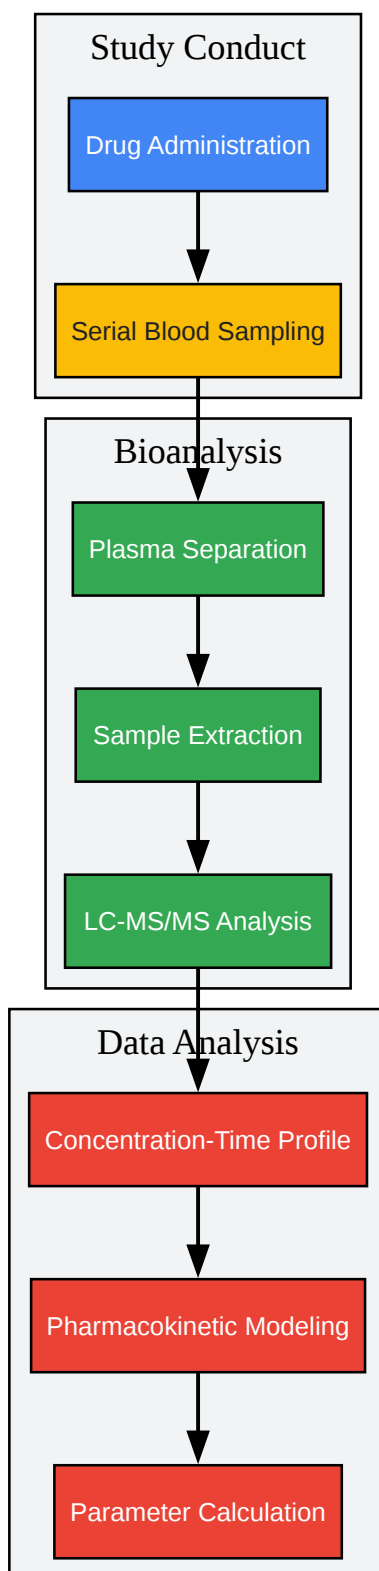 Study Conduct
Drug Administration
Serial Blood Sampling
Bioanalysis
Plasma Separation
Sample Extraction
LC-MS/MS Analysis
Data Analysis
Concentration-Time Profile
Pharmacokinetic Modeling
Parameter Calculation